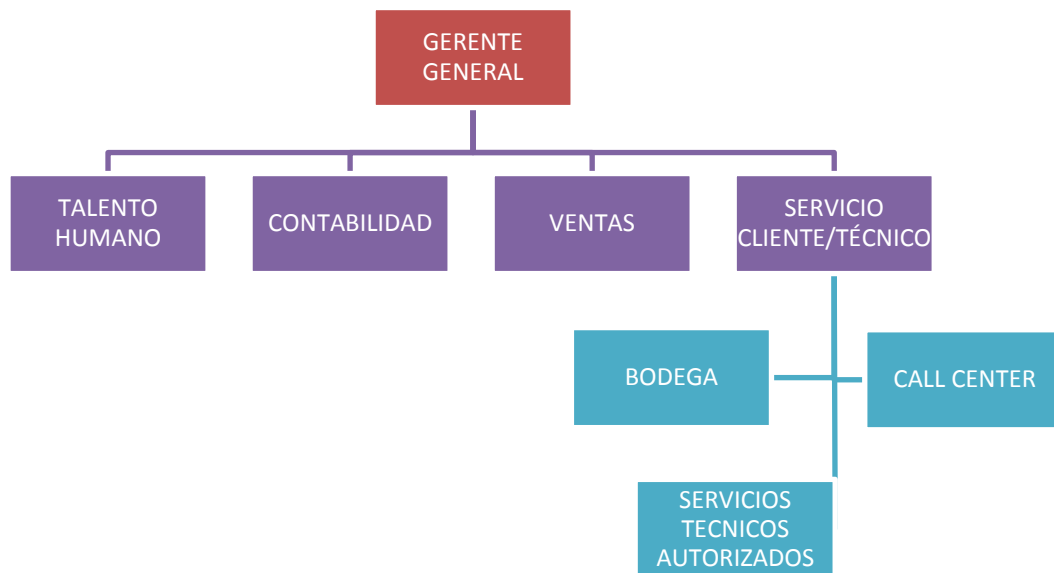 GERENTE
GENERAL
TALENTO
HUMANO
CONTABILIDAD
VENTAS
SERVICIO
CLIENTE/TÉCNICO
BODEGA
CALL CENTER
SERVICIOS
TECNICOS
AUTORIZADOS